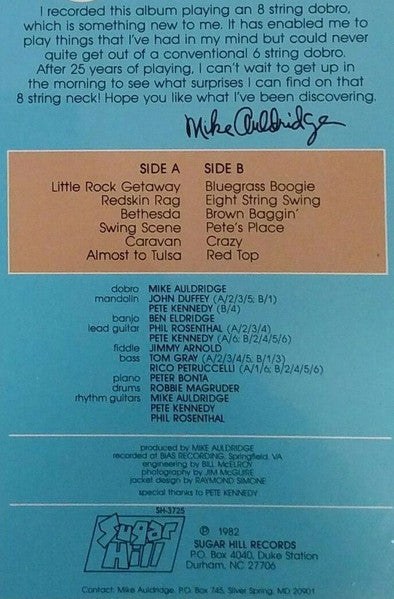 I recorded this album playing an 8 string dobro,
which is something new to me. It has enabled me to
play things that I've had in my mind but could never
quite get out of a conventional 6 string dobro.
After 25 years of playing, I can't wait to get up in
the morning to see what surprises I can find on that
8 string neck! Hope you like what I've been discovering.
Mike Auldridge
SIDE A SIDE B
Little Rock Getaway Bluegrass Boogie
Redskin Rag Eight String Swing
Bethesda Brown Baggin'
Swing Scene Pete's Place
Caravan Crazy
Almost to Tulsa Red Top
dobro MIKE AULDRIDGE
mandolin JOHN DUFFEY (A/2/3/5; B/1)
PETE KENNEDY (B/4)
banjo BEN ELDRIDGE
lead guitar PHIL ROSENTHAL (A/2/3/4)
PETE KENNEDY (A/6; B/2/4/5/6)
fiddle JIMMY ARNOLD
bass TOM GRAY (A/2/3/4/5, B/1/3)
RICO PETRUCCELLI (A/1/6; B/2/4/5/6)
piano PETER BONTA
drums ROBBIE MAGRUDER
rhythm guitars MIKE AULDRIDGE
PETE KENNEDY
PHIL ROSENTHAL
produced by MIKE AULDRIDGE
recorded at BIAS RECORDING, Springfield, VA
engineering by BILL McELROY
photography by JIM McGUIRE
jacket design by RAYMOND SIMONE
special thanks to PETE KENNEDY
SH-3725
Sugar
Hill
℗ 1982
SUGAR HILL RECORDS
P.O. Box 4040, Duke Station
Durham, NC 27706
Contact: Mike Auldridge, P.O. Box 745, Silver Spring, MD 20901